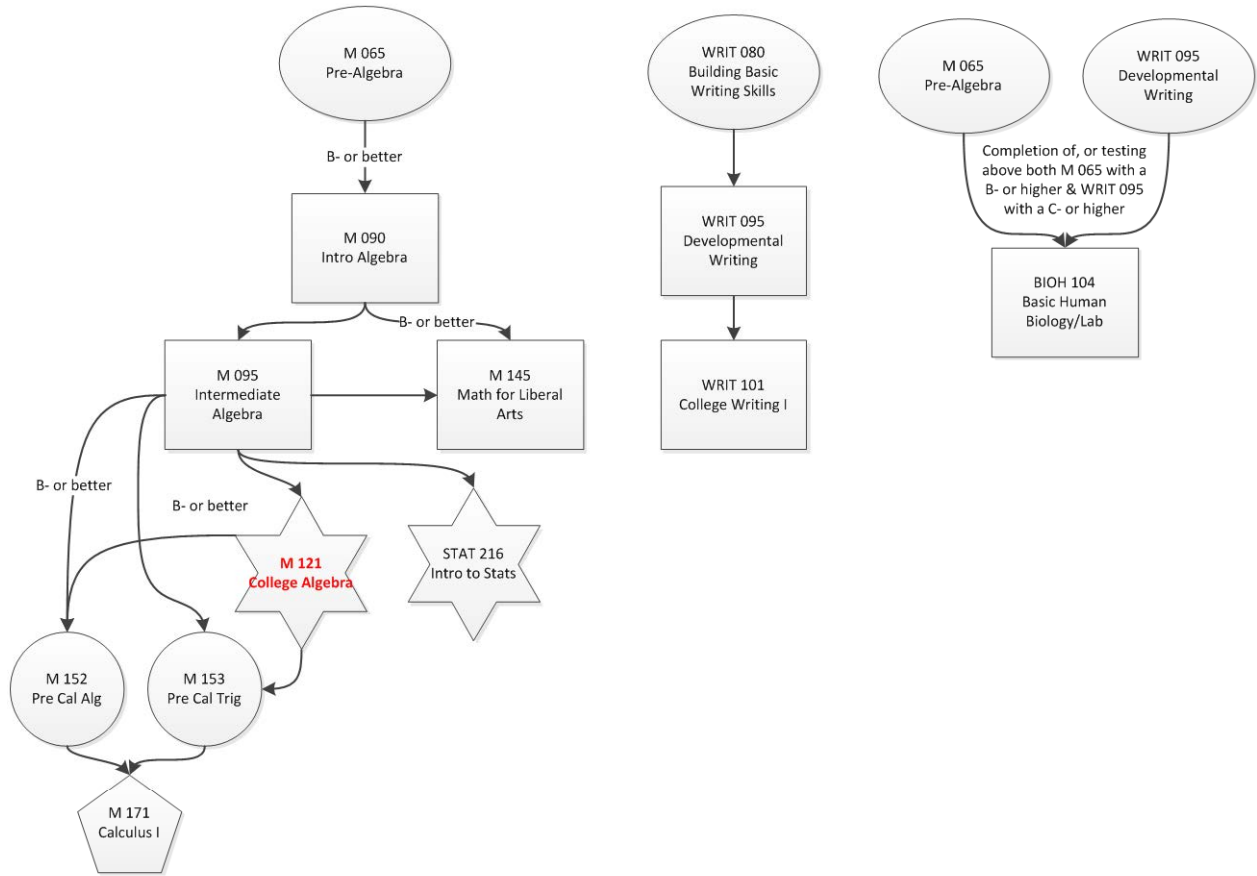 M 065
Pre-Algebra
B- or better
M 090
Intro Algebra
B- or better
M 095
Intermediate
Algebra
M 145
Math for Liberal
Arts
B- or better
B- or better
M 121
College Algebra
STAT 216
Intro to Stats
M 152
Pre Cal Alg
M 153
Pre Cal Trig
M 171
Calculus I
WRIT 080
Building Basic
Writing Skills
WRIT 095
Developmental
Writing
WRIT 101
College Writing I
M 065
Pre-Algebra
WRIT 095
Developmental
Writing
Completion of, or testing
above both M 065 with a
B- or higher & WRIT 095
with a C- or higher
BIOH 104
Basic Human
Biology/Lab